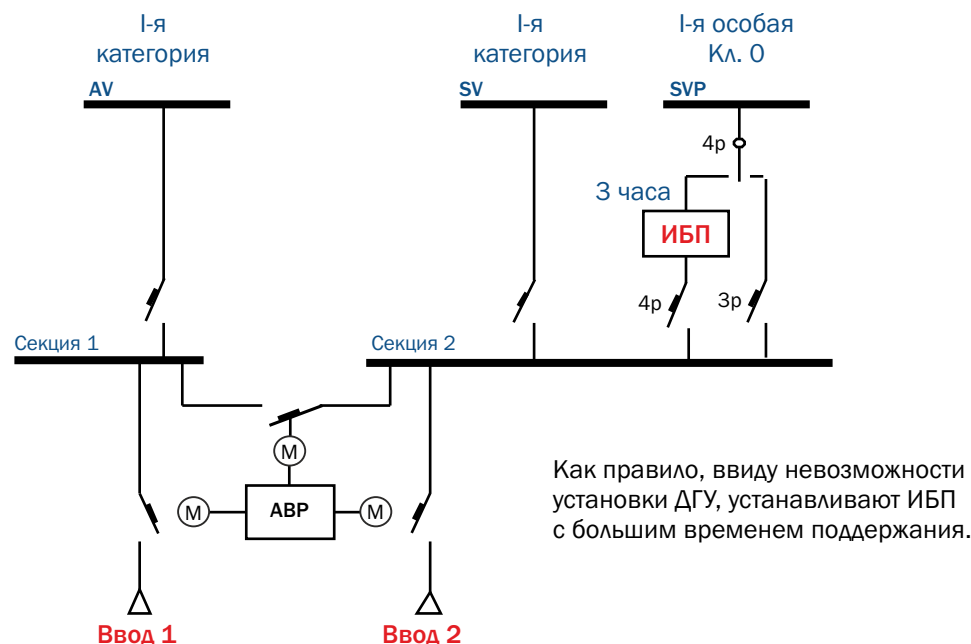 I-я
категория
I-я
категория
I-я особая
Кл. 0
AV
SV
SVP
4р
3 часа
ИБП
4р
3р
Секция 1
Секция 2
М
М
АВР
М
Как правило, ввиду невозможности
установки ДГУ, устанавливают ИБП
с большим временем поддержания.
Ввод 1
Ввод 2